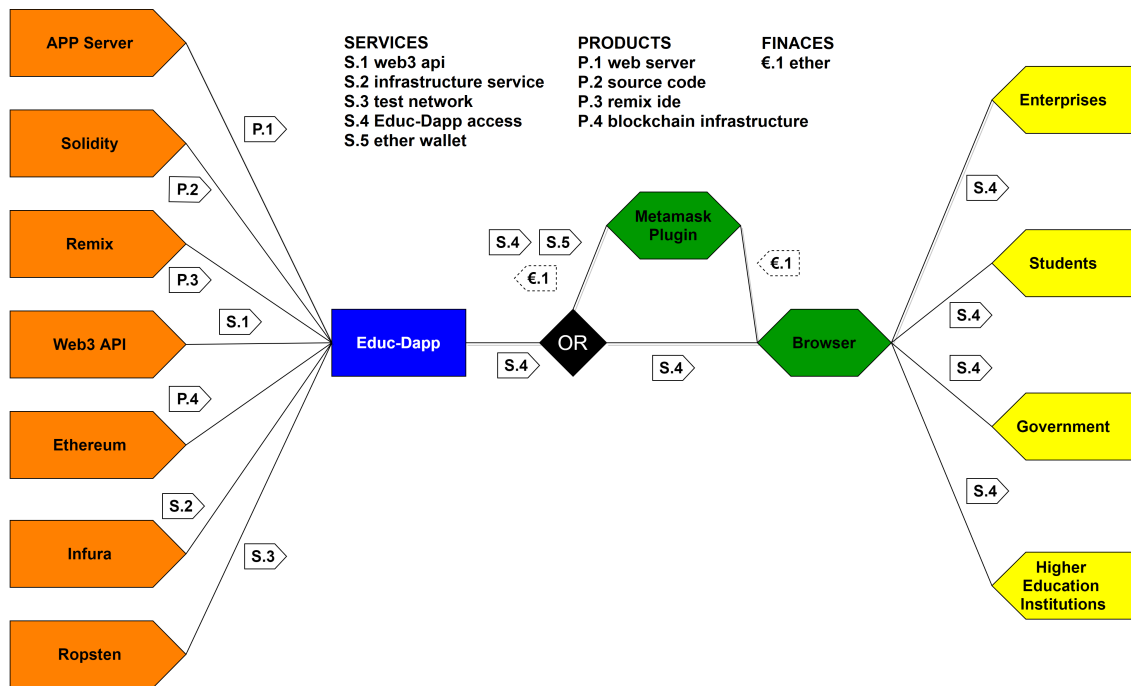 APP Server
Solidity
Remix
Web3 API
Ethereum
Infura
Ropsten
P.1
P.2
P.3
S.1
P.4
S.2
S.3
SERVICES
S.1 web3 api
S.2 infrastructure service
S.3 test network
S.4 Educ-Dapp access
S.5 ether wallet
PRODUCTS
P.1 web server
P.2 source code
P.3 remix ide
P.4 blockchain infrastructure
FINACES
€.1 ether
Educ-Dapp
S.4
S.4
S.5
€.1
OR
Metamask
Plugin
€.1
S.4
Browser
S.4
S.4
S.4
S.4
Enterprises
Students
Government
Higher
Education
Institutions